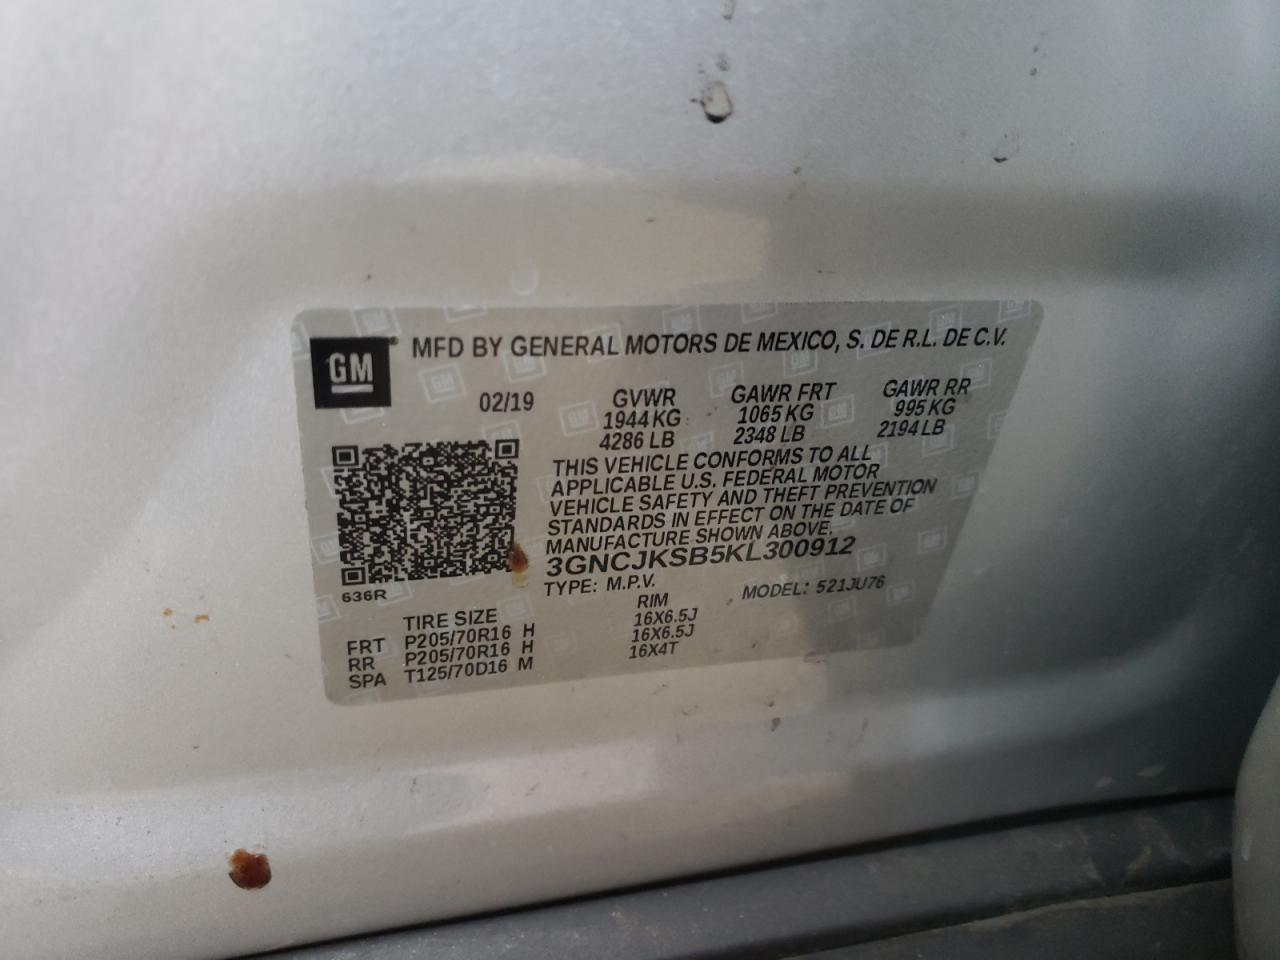 GM ® MFD BY GENERAL MOTORS DE MEXICO, S. DE R.L. DE C.V.
02/19 GVWR GAWR FRT GAWR RR
1944 KG 1065 KG 995 KG
4286 LB 2348 LB 2194 LB
THIS VEHICLE CONFORMS TO ALL
APPLICABLE U.S. FEDERAL MOTOR
VEHICLE SAFETY AND THEFT PREVENTION
STANDARDS IN EFFECT ON THE DATE OF
MANUFACTURE SHOWN ABOVE.
3GNCJKSB5KL300912
TYPE: M.P.V. MODEL: 521JU76
636R
TIRE SIZE RIM
FRT P205/70R16 H 16X6.5J
RR P205/70R16 H 16X6.5J
SPA T125/70D16 M 16X4T